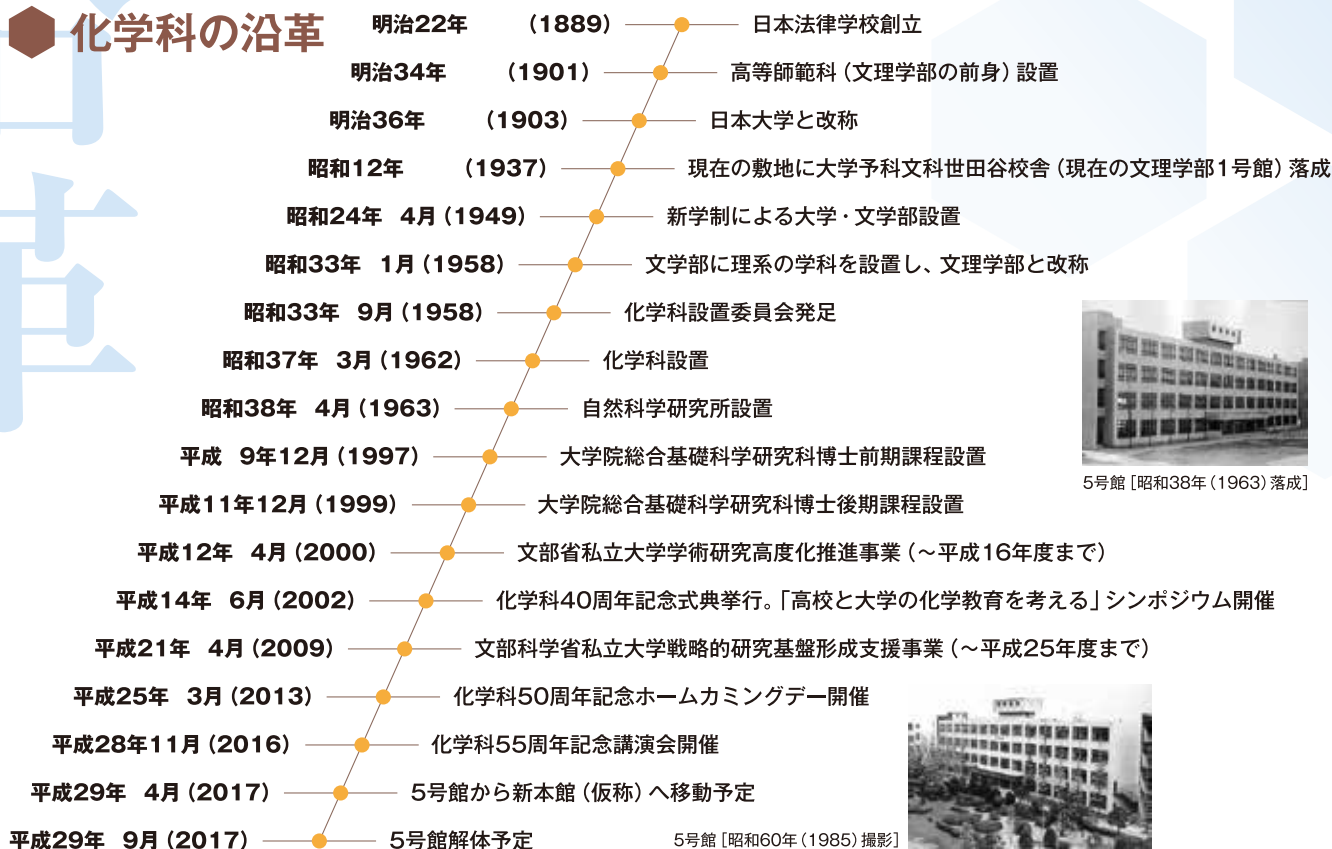 化学科の沿革
明治22年 （1889） 日本法律学校創立
明治34年 （1901） 高等師範科（文理学部の前身）設置
明治36年 （1903） 日本大学と改称
昭和12年 （1937） 現在の敷地に大学予科文科世田谷校舎（現在の文理学部1号館）落成
昭和24年 4月（1949） 新学制による大学・文学部設置
昭和33年 1月（1958） 文学部に理系の学科を設置し、文理学部と改称
昭和33年 9月（1958） 化学科設置委員会発足
昭和37年 3月（1962） 化学科設置
昭和38年 4月（1963） 自然科学研究所設置
平成 9年12月（1997） 大学院総合基礎科学研究科博士前期課程設置
5号館［昭和38年（1963）落成］
平成11年12月（1999） 大学院総合基礎科学研究科博士後期課程設置
平成12年 4月（2000） 文部省私立大学学術研究高度化推進事業（〜平成16年度まで）
平成14年 6月（2002） 化学科40周年記念式典挙行。「高校と大学の化学教育を考える」シンポジウム開催
平成21年 4月（2009） 文部科学省私立大学戦略的研究基盤形成支援事業（〜平成25年度まで）
平成25年 3月（2013） 化学科50周年記念ホームカミングデー開催
平成28年11月（2016） 化学科55周年記念講演会開催
平成29年 4月（2017） 5号館から新本館（仮称）へ移動予定
平成29年 9月（2017） 5号館解体予定
5号館［昭和60年（1985）撮影］
革